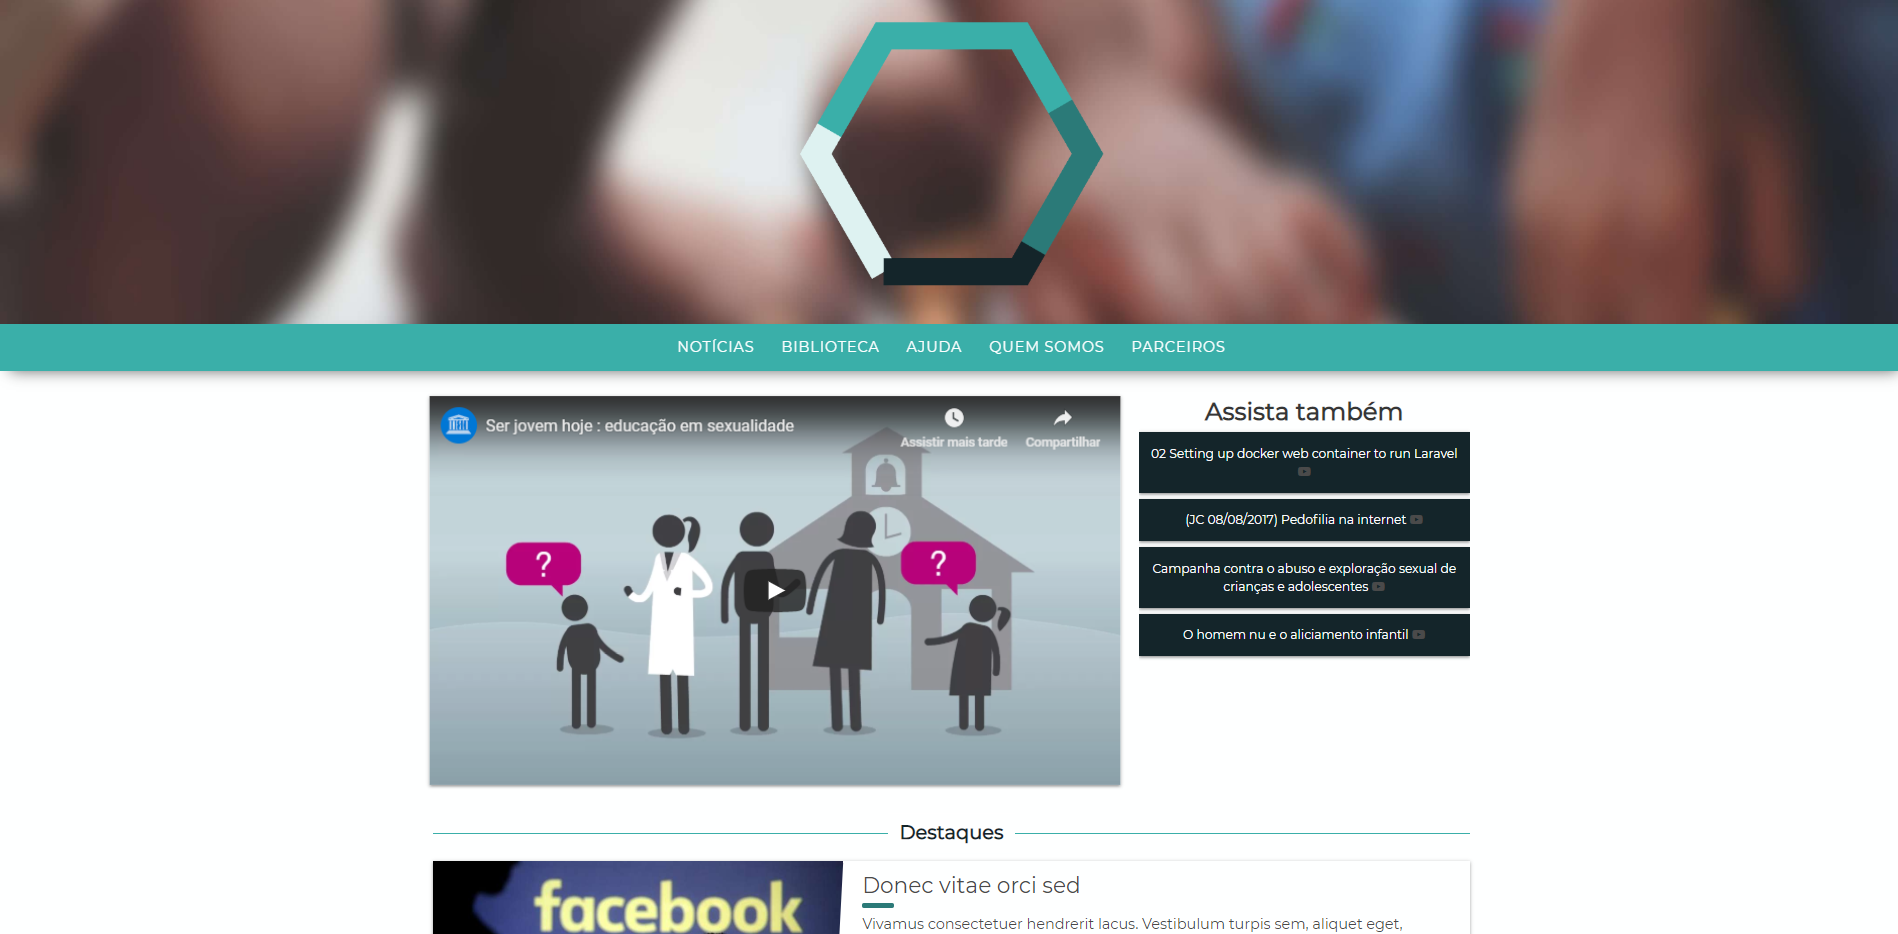 NOTÍCIAS BIBLIOTECA AJUDA QUEM SOMOS PARCEIROS
Ser jovem hoje : educação em sexualidade
Assistir mais tarde
Compartilhar
?
?
Assista também
02 Setting up docker web container to run Laravel
(JC 08/08/2017) Pedofilia na internet
Campanha contra o abuso e exploração sexual de
crianças e adolescentes
O homem nu e o aliciamento infantil
Destaques
facebook
Donec vitae orci sed
Vivamus consectetuer hendrerit lacus. Vestibulum turpis sem, aliquet eget,